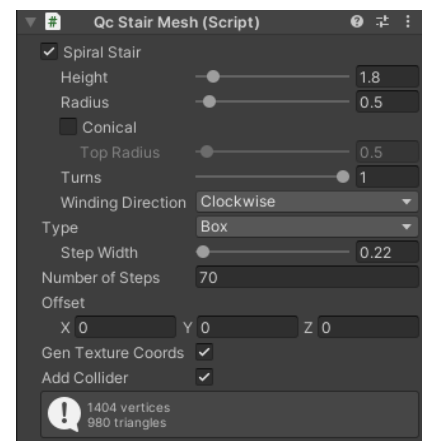 # Qc Stair Mesh (Script)
Spiral Stair
Height 1.8
Radius 0.5
Conical
Top Radius 0.5
Turns 1
Winding Direction Clockwise
Type Box
Step Width 0.22
Number of Steps 70
Offset
X 0 Y 0 Z 0
Gen Texture Coords
Add Collider
1404 vertices
980 triangles